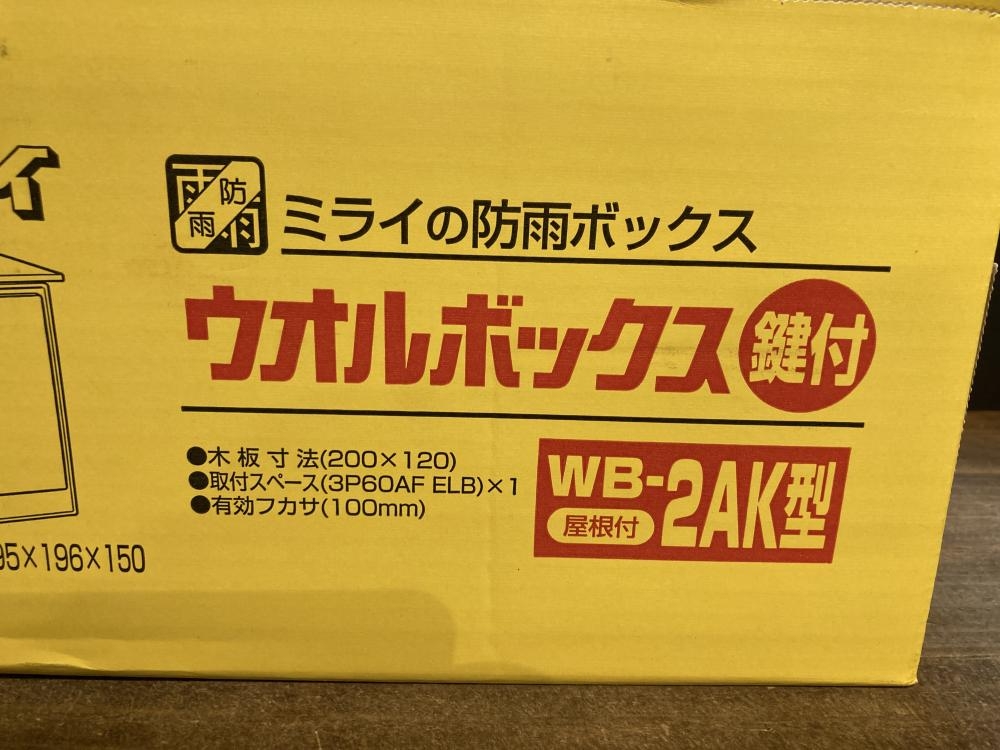 イ
雨 防 雨 雨
ミライの防雨ボックス
ウオルボックス 鍵付
●木板寸法(200×120)
●取付スペース(3P60AF ELB)×1
●有効フカサ(100mm)
WB-2AK型
屋根付
95×196×150